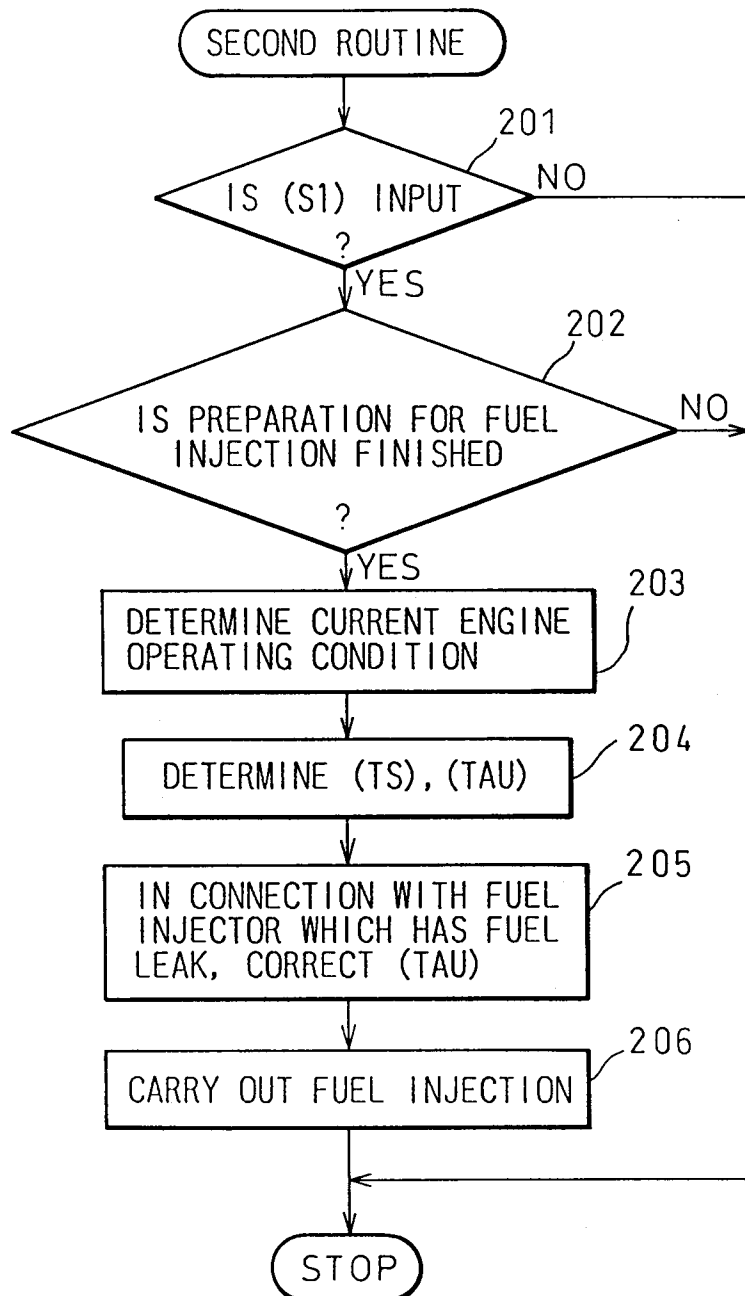 SECOND ROUTINE
201
IS (S1) INPUT
?
NO
YES
202
IS PREPARATION FOR FUEL
INJECTION FINISHED
?
NO
YES
203
DETERMINE CURRENT ENGINE
OPERATING CONDITION
204
DETERMINE (TS), (TAU)
205
IN CONNECTION WITH FUEL
INJECTOR WHICH HAS FUEL
LEAK, CORRECT (TAU)
206
CARRY OUT FUEL INJECTION
STOP